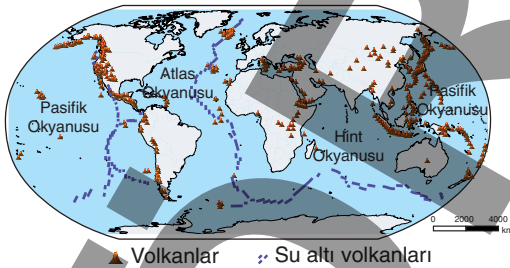 Atlas
Okyanusu
Pasifik
Okyanusu
Pasifik
Okyanusu
Hint
Okyanusu
0 2000 4000
km
Volkanlar
Su altı volkanları